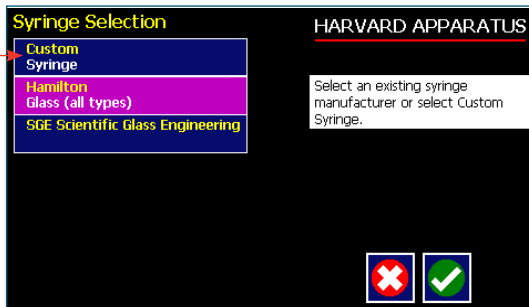 Syringe Selection
Custom
Syringe
Hamilton
Glass (all types)
SGE Scientific Glass Engineering
HARVARD APPARATUS
Select an existing syringe
manufacturer or select Custom
Syringe.